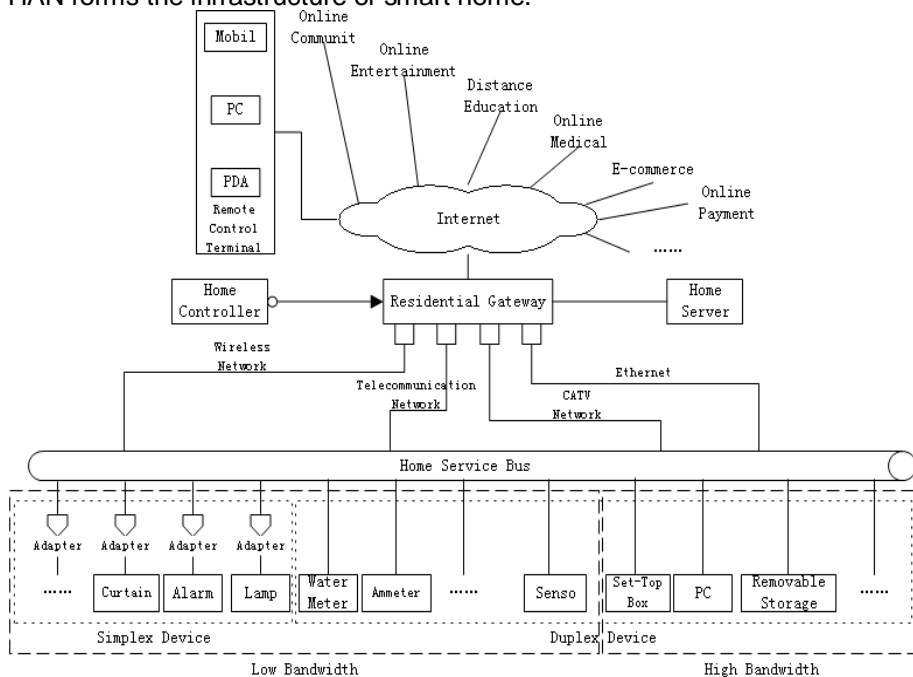 HAN forms the infrastructure of smart home.
Mobil
PC
PDA
Remote
Control
Terminal
Online
Communit
Online
Entertainment
Distance
Education
Online
Medical
E-commerce
Online
Payment
......
Internet
Home
Controller
Residential Gateway
Home
Server
Wireless
Network
Telecommunication
Network
CATV
Network
Ethernet
Home Service Bus
Adapter
Adapter
Adapter
Adapter
......
Curtain
Alarm
Lamp
Water
Meter
Ammeter
......
Senso
Set-Top
Box
PC
Removable
Storage
......
Simplex Device
Duplex Device
Low Bandwidth
High Bandwidth